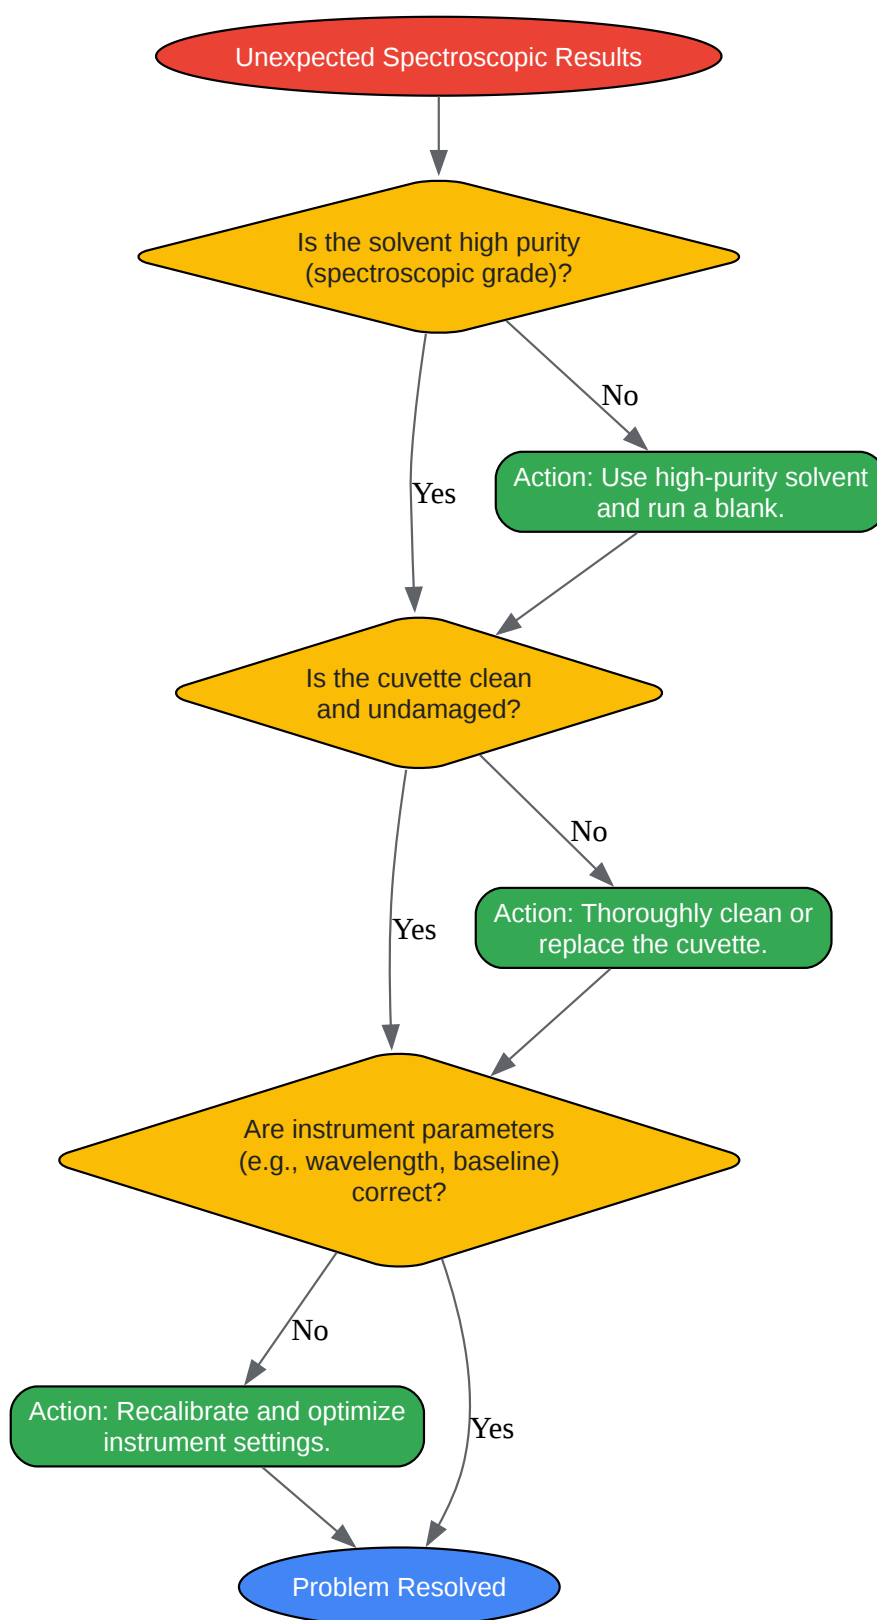 Unexpected Spectroscopic Results
Is the solvent high purity
(spectroscopic grade)?
No
Action: Use high-purity solvent
and run a blank.
Yes
Is the cuvette clean
and undamaged?
No
Action: Thoroughly clean or
replace the cuvette.
Yes
Are instrument parameters
(e.g., wavelength, baseline)
correct?
No
Action: Recalibrate and optimize
instrument settings.
Yes
Problem Resolved